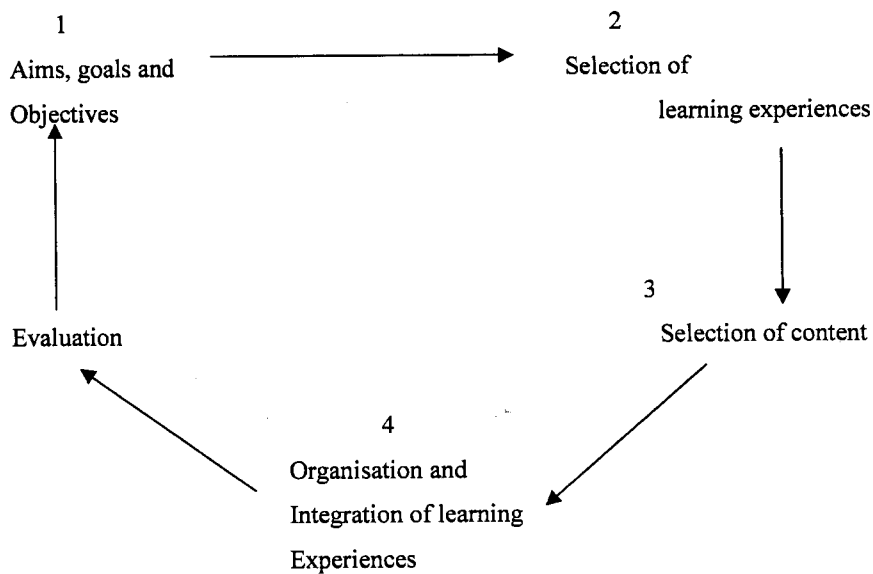 1
Aims, goals and
Objectives
2
Selection of
learning experiences
3
Selection of content
4
Organisation and
Integration of learning
Experiences
Evaluation